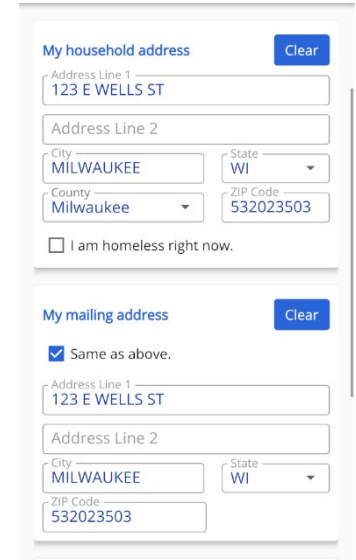 My household address Clear
Address Line 1
123 E WELLS ST
Address Line 2
City State
MILWAUKEE WI
County ZIP Code
Milwaukee 532023503
I am homeless right now.
My mailing address Clear
Same as above.
Address Line 1
123 E WELLS ST
Address Line 2
City State
MILWAUKEE WI
ZIP Code
532023503